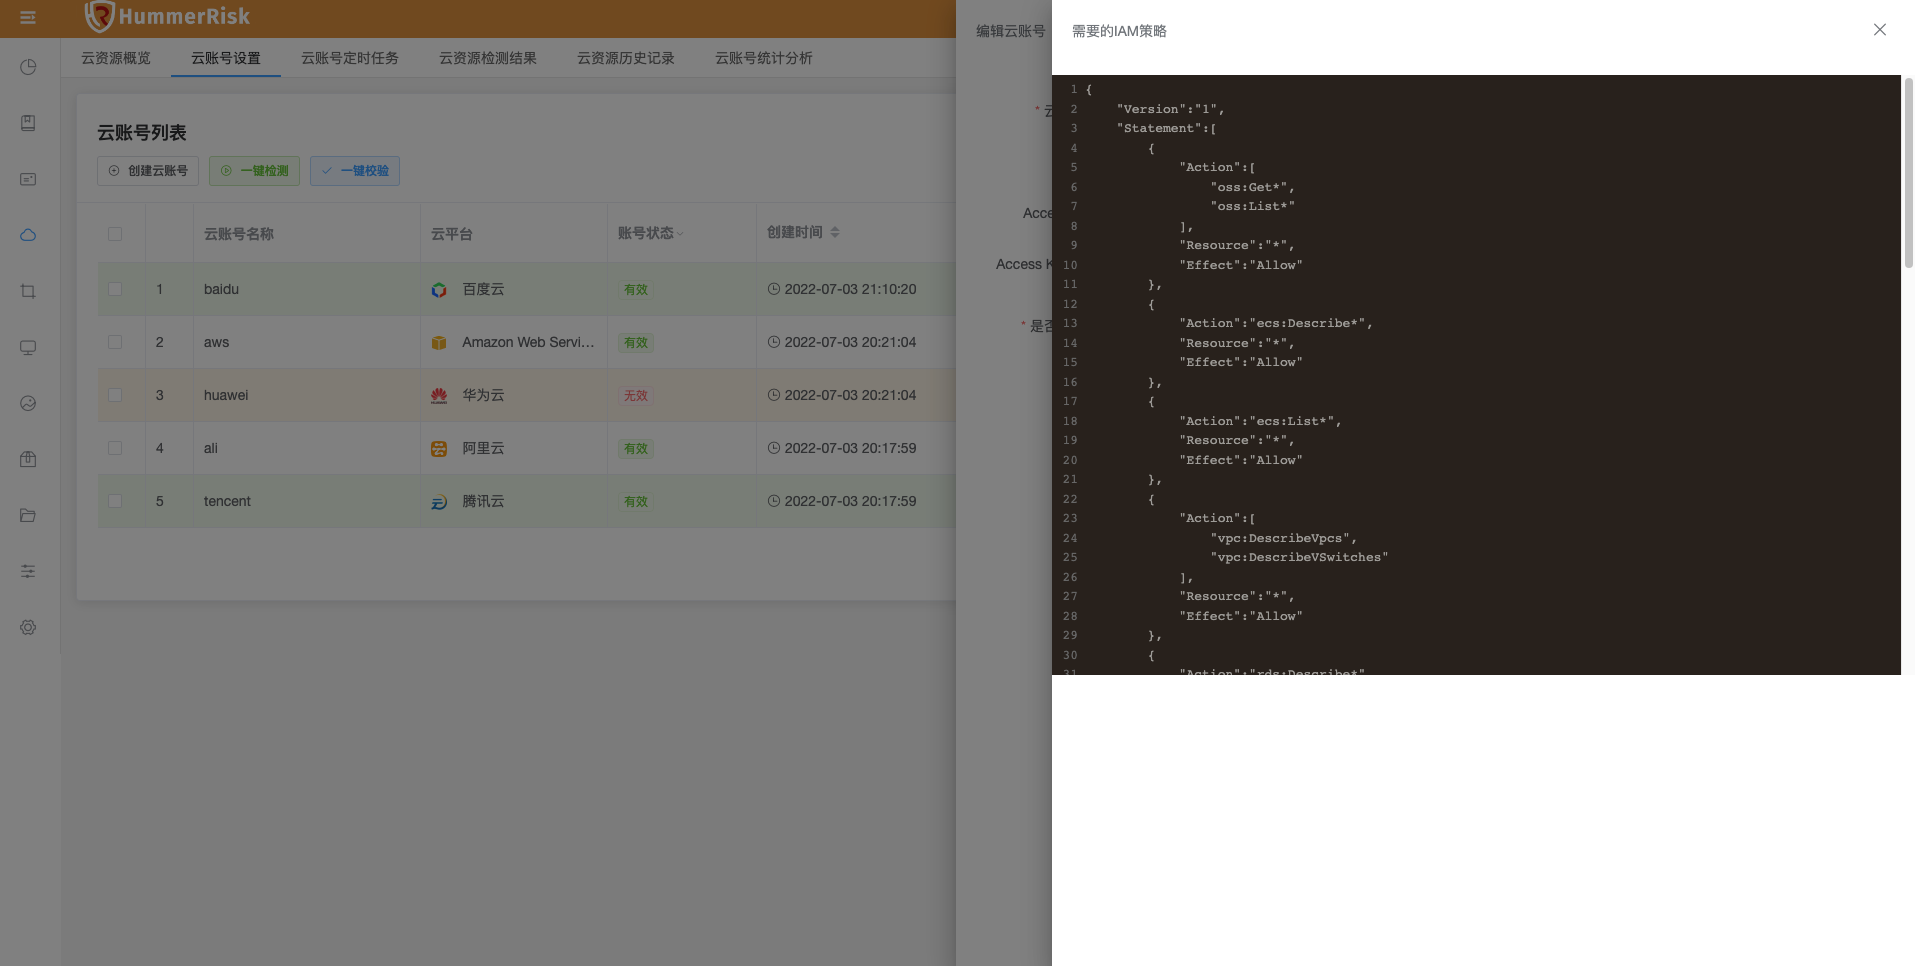 HummerRisk
云资源概览 云账号设置 云账号定时任务 云资源检测结果 云资源历史记录 云账号统计分析
云账号列表
创建云账号 一键检测 一键校验
云账号名称 云平台 账号状态 创建时间
1 baidu 百度云 有效 2022-07-03 21:10:20
2 aws Amazon Web Servi... 有效 2022-07-03 20:21:04
3 huawei 华为云 无效 2022-07-03 20:21:04
4 ali 阿里云 有效 2022-07-03 20:17:59
5 tencent 腾讯云 有效 2022-07-03 20:17:59
编辑云账号
* 云
Acce
Access K
* 是否
需要的IAM策略
1 {
2 "Version":"1",
3 "Statement":[
4 {
5 "Action":[
6 "oss:Get*",
7 "oss:List*"
8 ],
9 "Resource":"*",
10 "Effect":"Allow"
11 },
12 {
13 "Action":"ecs:Describe*",
14 "Resource":"*",
15 "Effect":"Allow"
16 },
17 {
18 "Action":"ecs:List*",
19 "Resource":"*",
20 "Effect":"Allow"
21 },
22 {
23 "Action":[
24 "vpc:DescribeVpcs",
25 "vpc:DescribeVSwitches"
26 ],
27 "Resource":"*",
28 "Effect":"Allow"
29 },
30 {
31 "Action":"rds:Describe*"